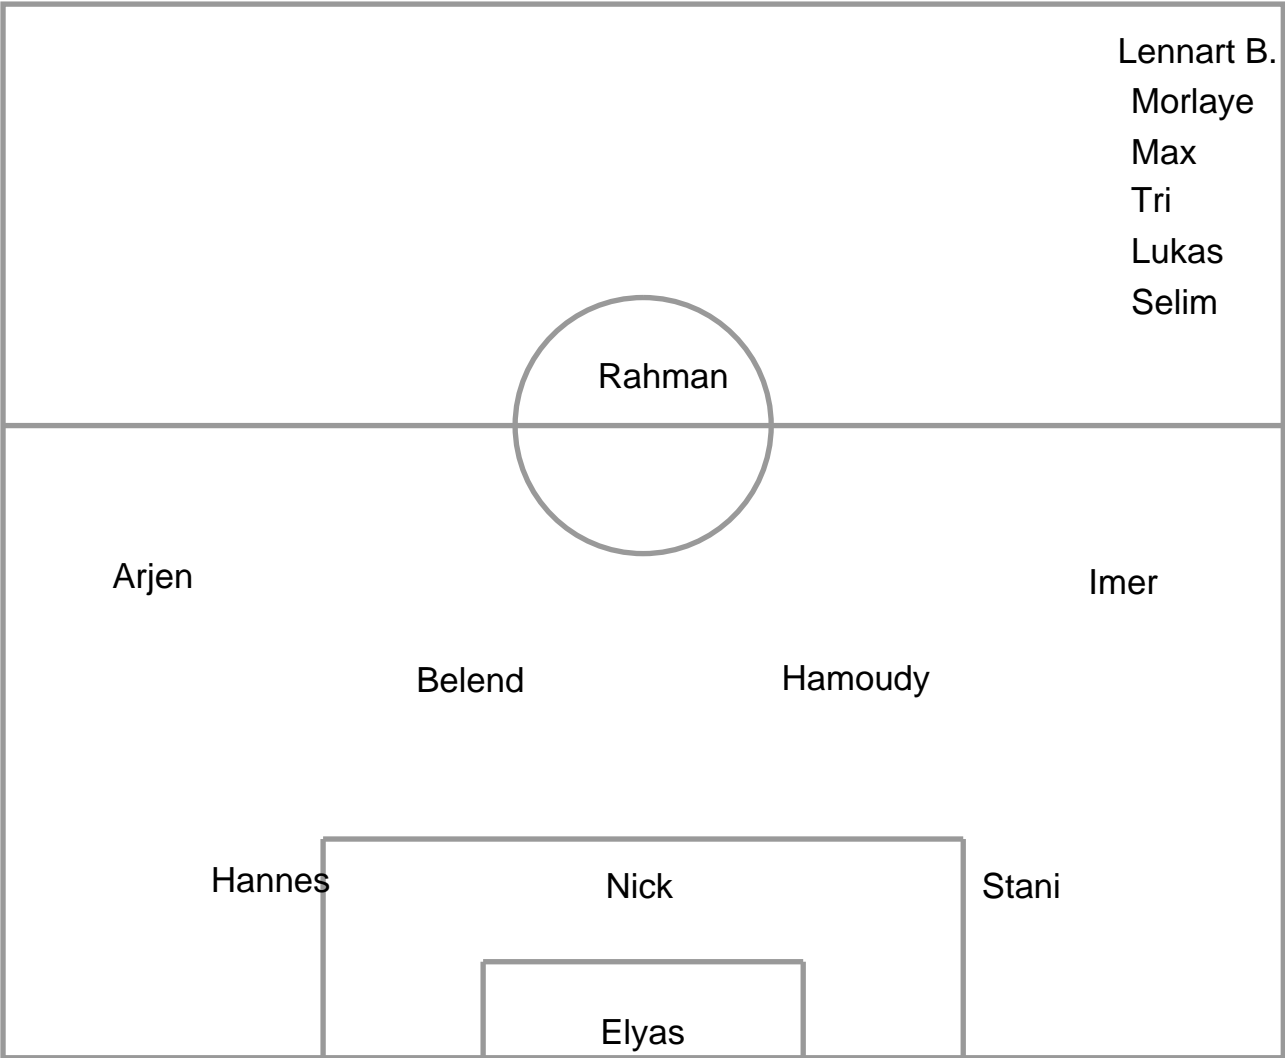 Lennart B.
Morlaye
Max
Tri
Lukas
Selim
Rahman
Arjen
Imer
Belend
Hamoudy
Hannes
Nick
Stani
Elyas